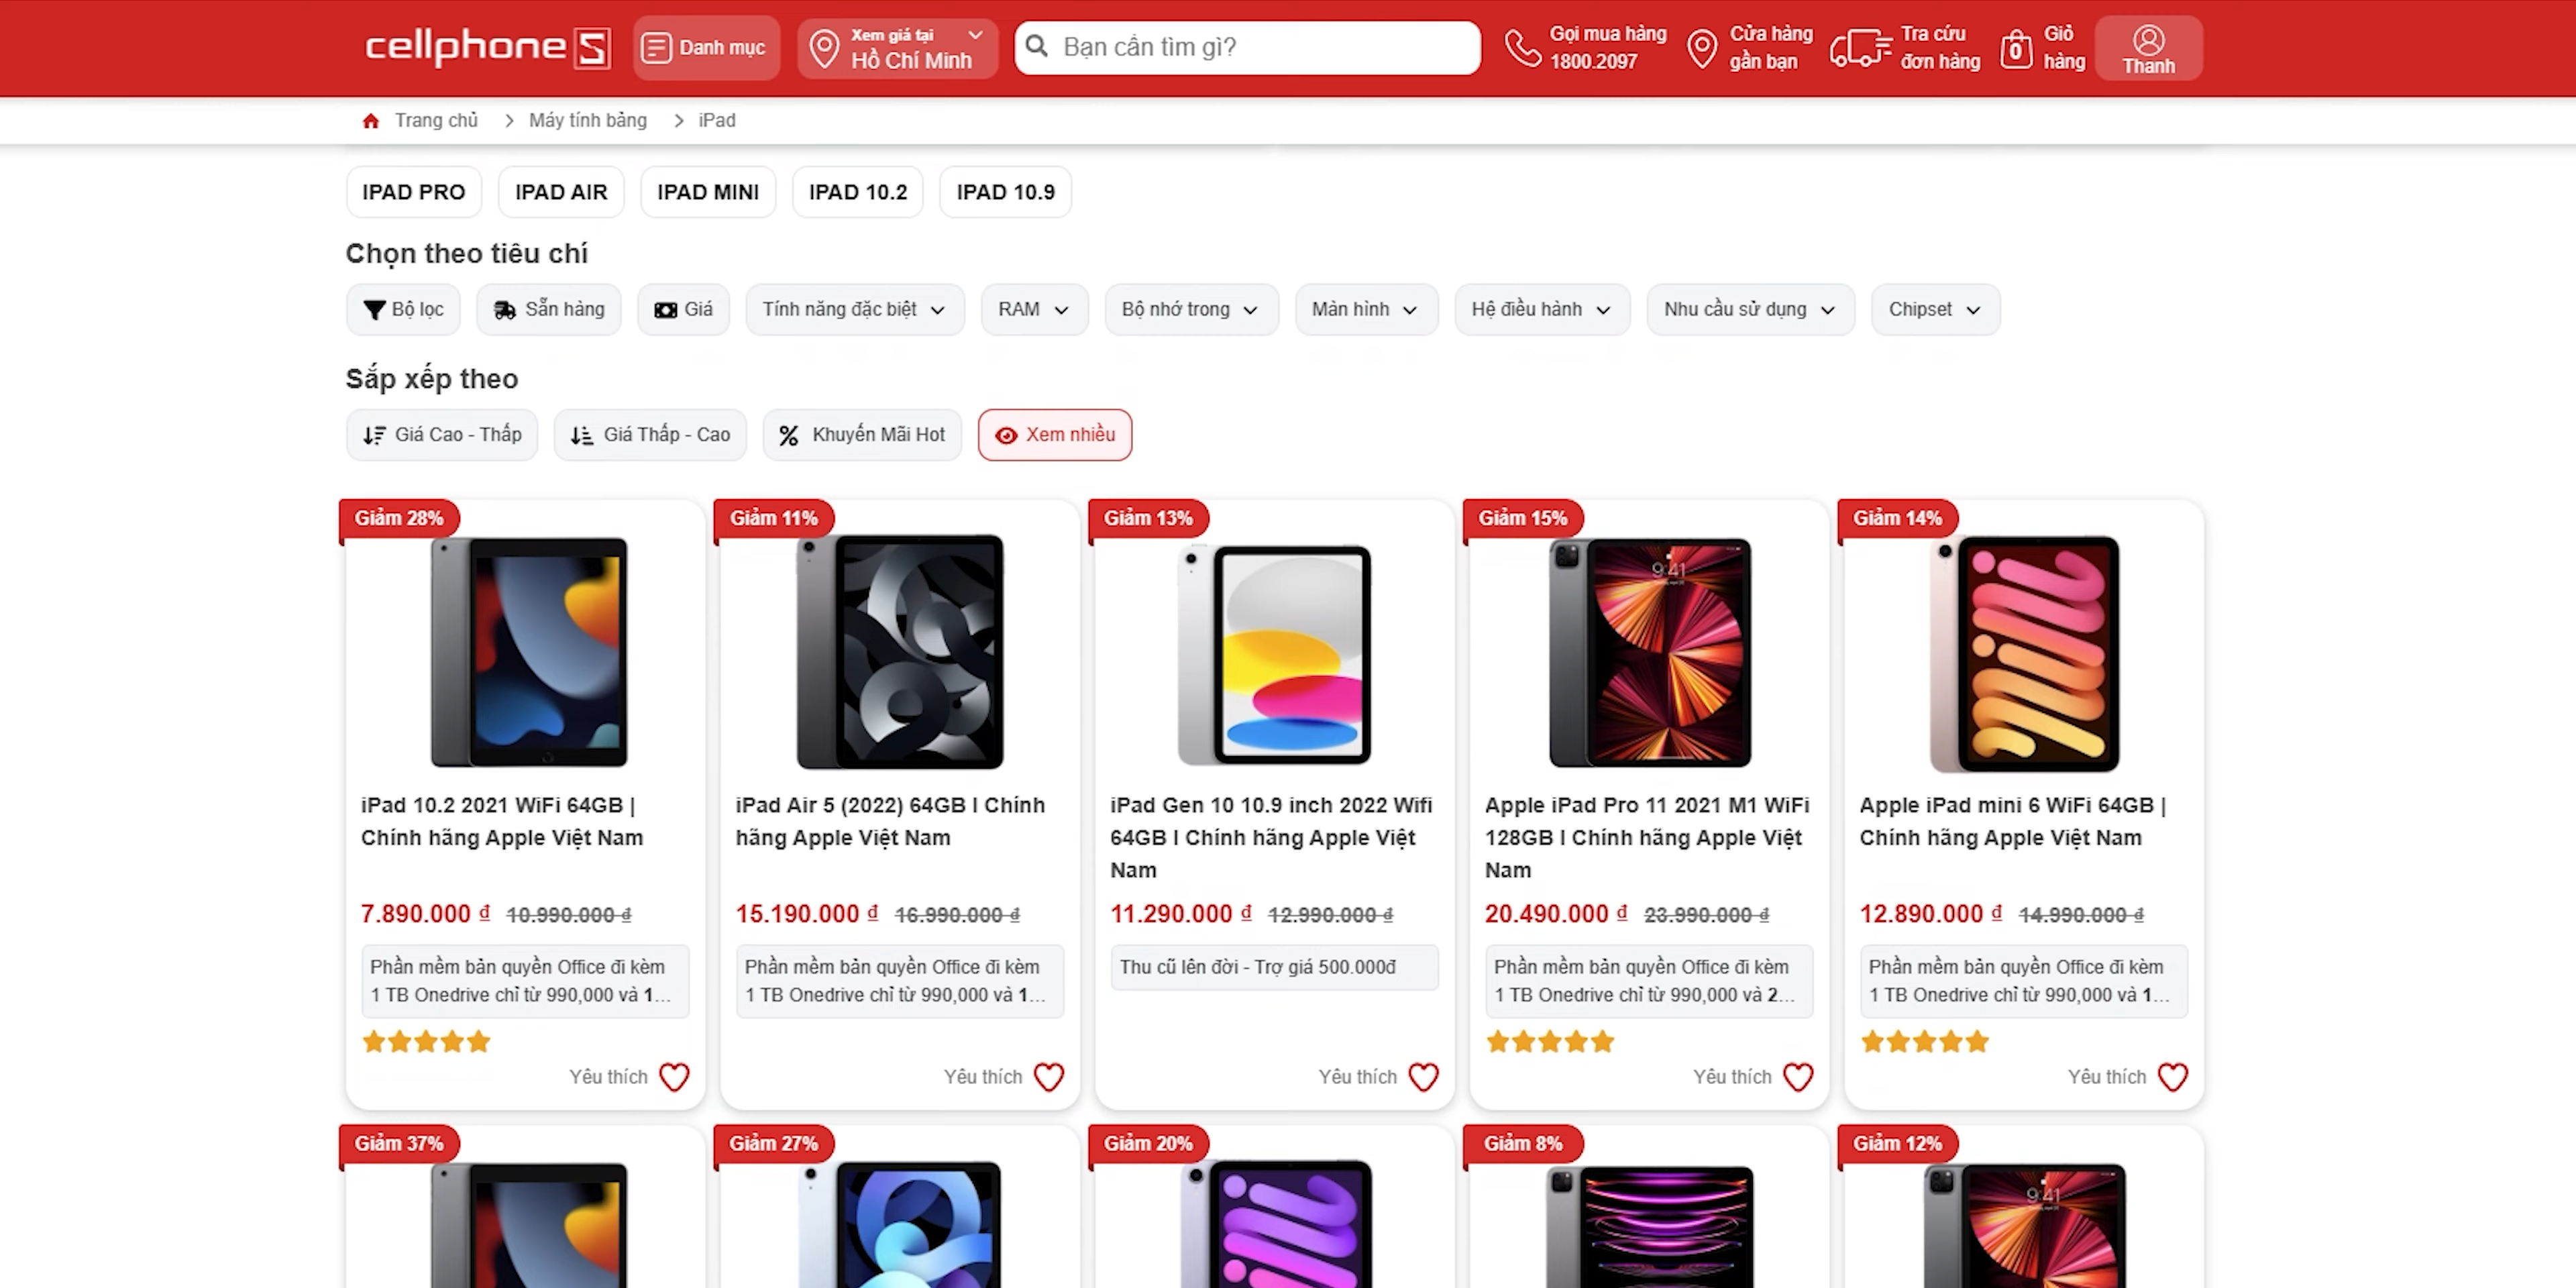 cellphoneS
Danh mục
Xem giá tại
Hồ Chí Minh
Bạn cần tìm gì?
Gọi mua hàng
1800.2097
Cửa hàng
gần bạn
Tra cứu
đơn hàng
0
Giỏ
hàng
Thanh
Trang chủ
Máy tính bảng
iPad
IPAD PRO
IPAD AIR
IPAD MINI
IPAD 10.2
IPAD 10.9
Chọn theo tiêu chí
Bộ lọc
Sẵn hàng
Giá
Tính năng đặc biệt
RAM
Bộ nhớ trong
Màn hình
Hệ điều hành
Nhu cầu sử dụng
Chipset
Sắp xếp theo
Giá Cao - Thấp
Giá Thấp - Cao
Khuyến Mãi Hot
Xem nhiều
Giảm 28%
iPad 10.2 2021 WiFi 64GB |
Chính hãng Apple Việt Nam
7.890.000 ₫ 10.990.000 ₫
Phần mềm bản quyền Office đi kèm
1 TB Onedrive chỉ từ 990,000 và 1...
Yêu thích
Giảm 11%
iPad Air 5 (2022) 64GB I Chính
hãng Apple Việt Nam
15.190.000 ₫ 16.990.000 ₫
Phần mềm bản quyền Office đi kèm
1 TB Onedrive chỉ từ 990,000 và 1...
Yêu thích
Giảm 13%
iPad Gen 10 10.9 inch 2022 Wifi
64GB I Chính hãng Apple Việt
Nam
11.290.000 ₫ 12.990.000 ₫
Thu cũ lên đời - Trợ giá 500.000đ
Yêu thích
Giảm 15%
9:41
Apple iPad Pro 11 2021 M1 WiFi
128GB I Chính hãng Apple Việt
Nam
20.490.000 ₫ 23.990.000 ₫
Phần mềm bản quyền Office đi kèm
1 TB Onedrive chỉ từ 990,000 và 2...
Yêu thích
Giảm 14%
Apple iPad mini 6 WiFi 64GB |
Chính hãng Apple Việt Nam
12.890.000 ₫ 14.990.000 ₫
Phần mềm bản quyền Office đi kèm
1 TB Onedrive chỉ từ 990,000 và 1...
Yêu thích
Giảm 37%
Giảm 27%
Giảm 20%
Giảm 8%
Giảm 12%
9:41